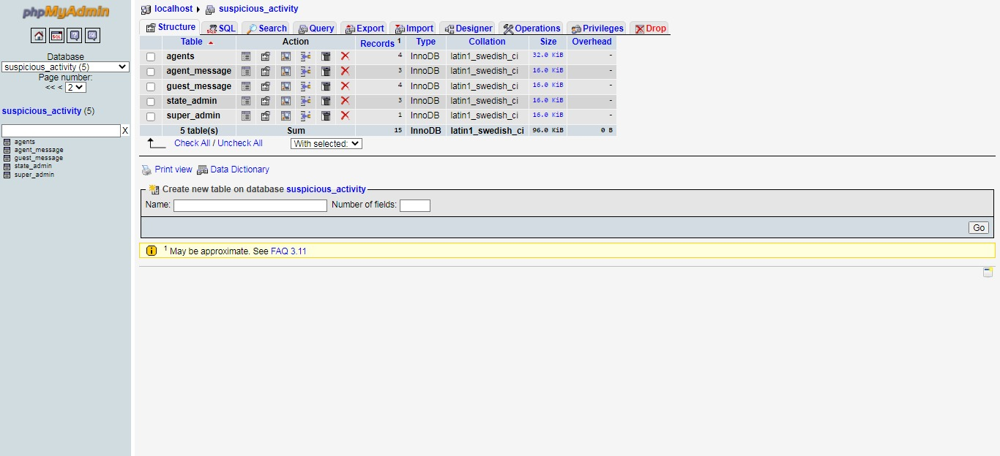 phpMyAdmin
Database
suspicious_activity (5)
Page number:
<< < 2
suspicious_activity (5)
X
agents
agent_message
guest_message
state_admin
super_admin
localhost suspicious_activity
Structure SQL Search Query Export Import Designer Operations Privileges Drop
Table Action Records 1 Type Collation Size Overhead
agents 4 InnoDB latin1_swedish_ci 32.0 KiB -
agent_message 3 InnoDB latin1_swedish_ci 16.0 KiB -
guest_message 4 InnoDB latin1_swedish_ci 16.0 KiB -
state_admin 3 InnoDB latin1_swedish_ci 16.0 KiB -
super_admin 1 InnoDB latin1_swedish_ci 16.0 KiB -
5 table(s) Sum 15 InnoDB latin1_swedish_ci 96.0 KiB 0 B
Check All / Uncheck All With selected:
Print view Data Dictionary
Create new table on database suspicious_activity
Name: Number of fields:
Go
1 May be approximate. See FAQ 3.11